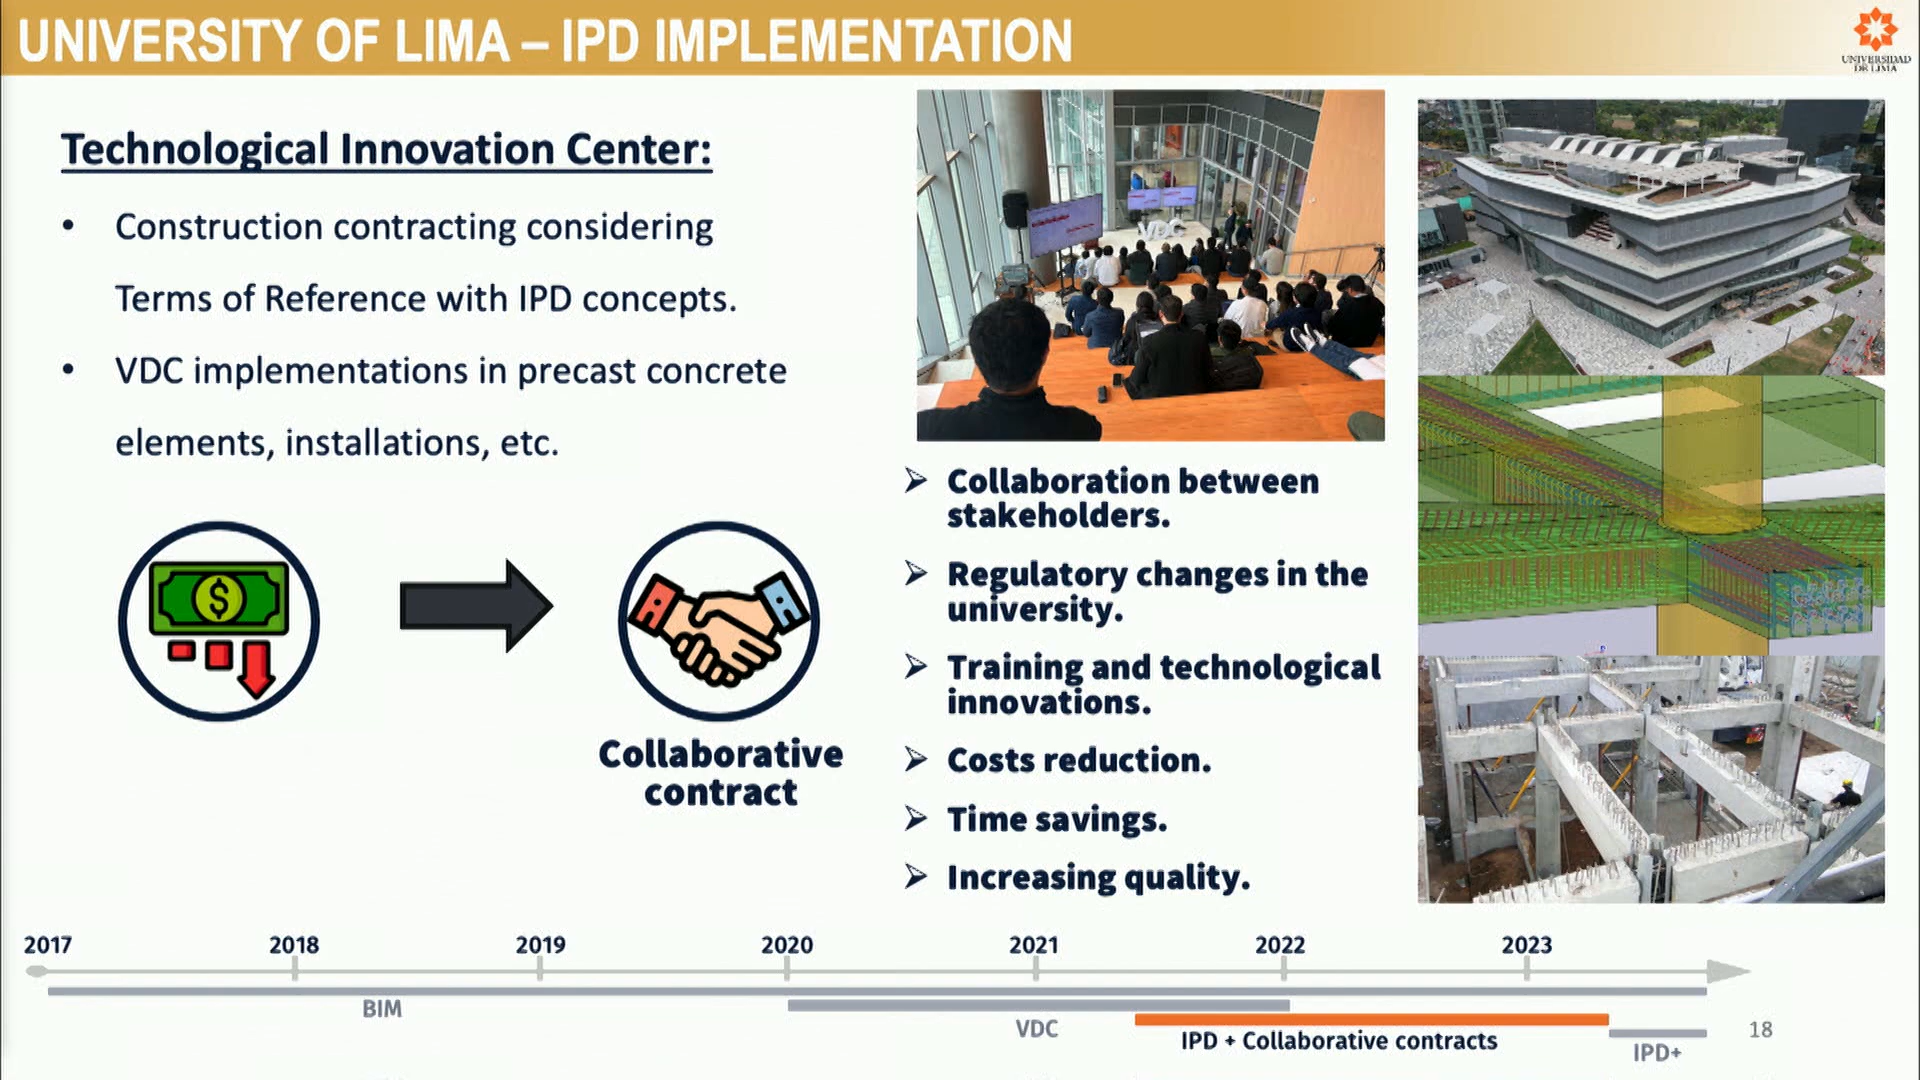 UNIVERSITY OF LIMA – IPD IMPLEMENTATION
UNIVERSIDAD
DE LIMA
Technological Innovation Center:
• Construction contracting considering
Terms of Reference with IPD concepts.
• VDC implementations in precast concrete
elements, installations, etc.
$
Collaborative
contract
VDC
➢ Collaboration between
stakeholders.
➢ Regulatory changes in the
university.
➢ Training and technological
innovations.
➢ Costs reduction.
➢ Time savings.
➢ Increasing quality.
2017 2018 2019 2020 2021 2022 2023
BIM
VDC
IPD + Collaborative contracts
IPD+
18